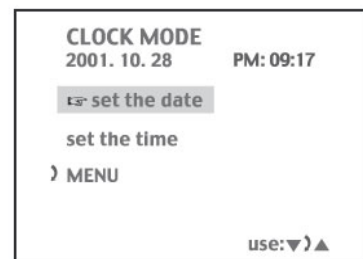 CLOCK MODE
2001. 10. 28 PM: 09:17
☞ set the date
set the time
) MENU
use:▼)▲